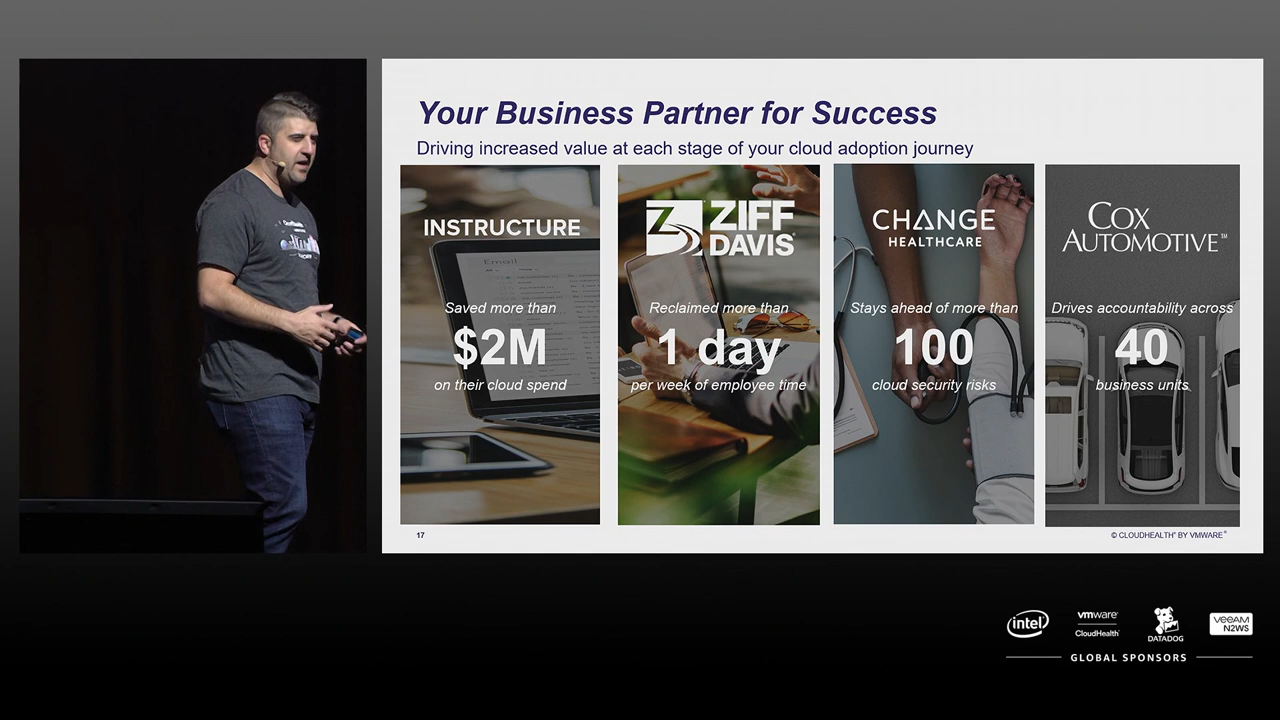 Your Business Partner for Success
Driving increased value at each stage of your cloud adoption journey
INSTRUCTURE
Saved more than
$2M
on their cloud spend
Email
ZIFF
DAVIS
Reclaimed more than
1 day
per week of employee time
CHANGE
HEALTHCARE
Stays ahead of more than
100
cloud security risks
COX
AUTOMOTIVE™
Drives accountability across
40
business units
17
© CLOUDHEALTH® BY VMWARE®
intel
vmware®
CloudHealth®
DATADOG
VEEAM
N2WS
GLOBAL SPONSORS